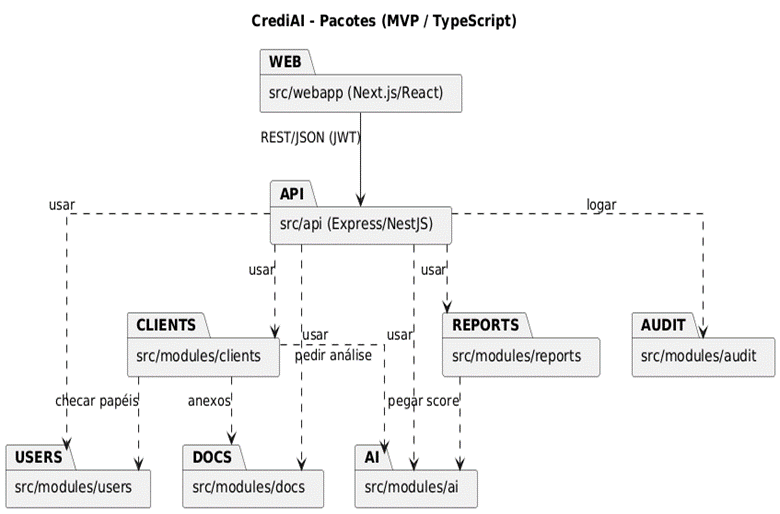 CrediAI - Pacotes (MVP / TypeScript)
WEB
src/webapp (Next.js/React)
REST/JSON (JWT)
API
src/api (Express/NestJS)
usar
logar
usar
usar
CLIENTS
src/modules/clients
REPORTS
src/modules/reports
AUDIT
src/modules/audit
usar
usar
pedir análise
checar papéis
anexos
pegar score
USERS
src/modules/users
DOCS
src/modules/docs
AI
src/modules/ai